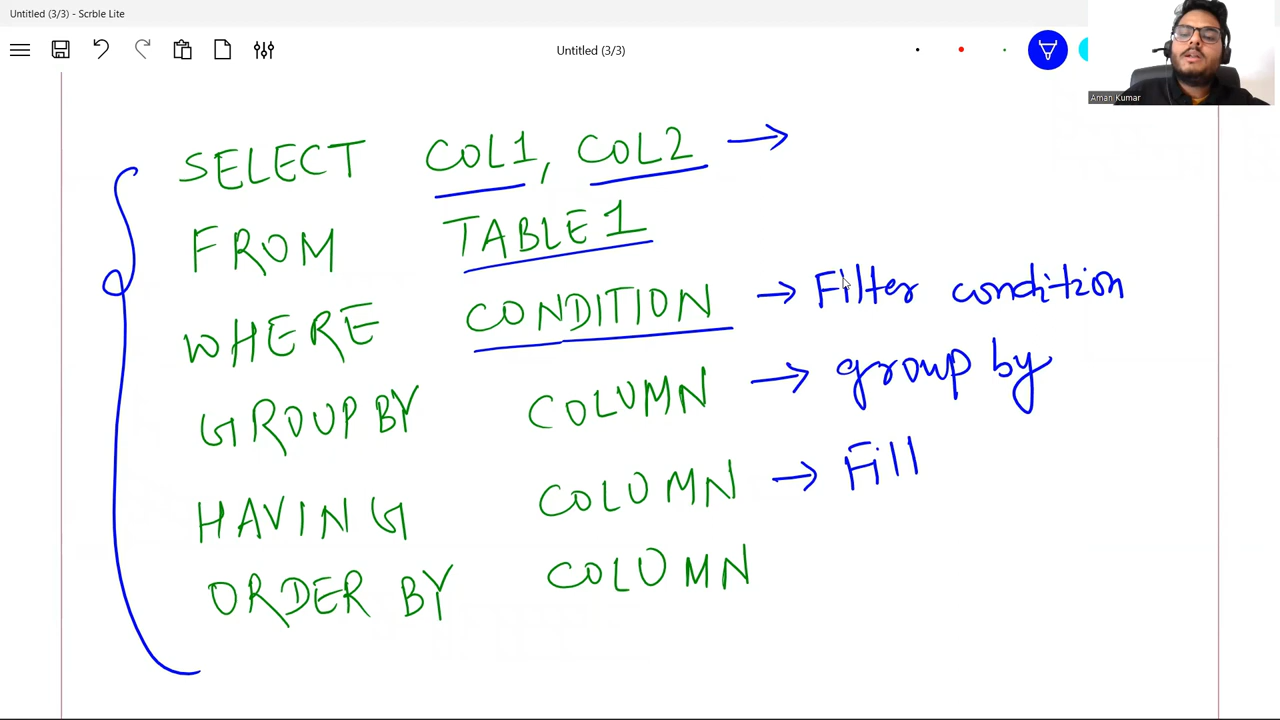 Untitled (3/3) - Scrble Lite
Untitled (3/3)
Aman Kumar
SELECT COL1, COL2 →
FROM TABLE1
WHERE CONDITION → Filter condition
GROUP BY COLUMN → group by
HAVING COLUMN → Fill
ORDER BY COLUMN